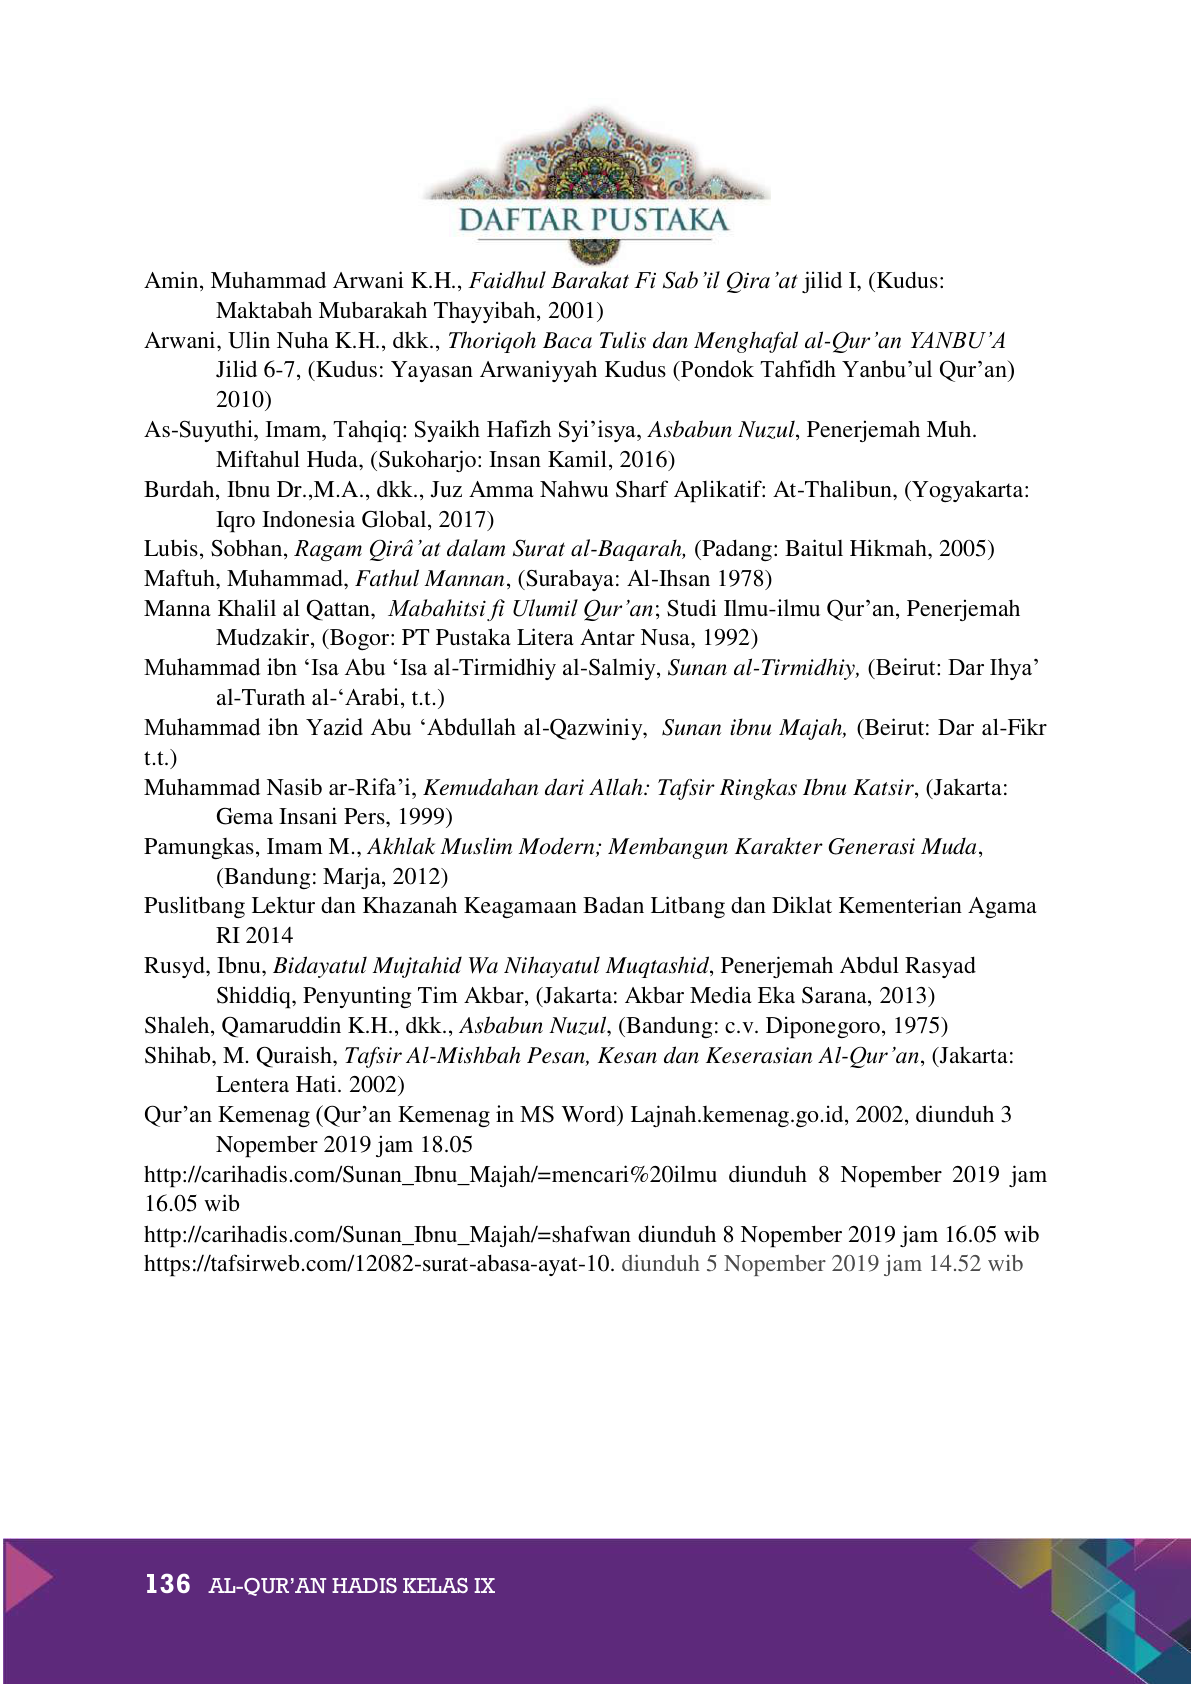 DAFTAR PUSTAKA
Amin, Muhammad Arwani K.H., Faidhul Barakat Fi Sab’il Qira’at jilid I, (Kudus:
Maktabah Mubarakah Thayyibah, 2001)
Arwani, Ulin Nuha K.H., dkk., Thoriqoh Baca Tulis dan Menghafal al-Qur’an YANBU’A
Jilid 6-7, (Kudus: Yayasan Arwaniyyah Kudus (Pondok Tahfidh Yanbu’ul Qur’an)
2010)
As-Suyuthi, Imam, Tahqiq: Syaikh Hafizh Syi’isya, Asbabun Nuzul, Penerjemah Muh.
Miftahul Huda, (Sukoharjo: Insan Kamil, 2016)
Burdah, Ibnu Dr.,M.A., dkk., Juz Amma Nahwu Sharf Aplikatif: At-Thalibun, (Yogyakarta:
Iqro Indonesia Global, 2017)
Lubis, Sobhan, Ragam Qirâ’at dalam Surat al-Baqarah, (Padang: Baitul Hikmah, 2005)
Maftuh, Muhammad, Fathul Mannan, (Surabaya: Al-Ihsan 1978)
Manna Khalil al Qattan, Mabahitsi fi Ulumil Qur’an; Studi Ilmu-ilmu Qur’an, Penerjemah
Mudzakir, (Bogor: PT Pustaka Litera Antar Nusa, 1992)
Muhammad ibn ‘Isa Abu ‘Isa al-Tirmidhiy al-Salmiy, Sunan al-Tirmidhiy, (Beirut: Dar Ihya’
al-Turath al-‘Arabi, t.t.)
Muhammad ibn Yazid Abu ‘Abdullah al-Qazwiniy, Sunan ibnu Majah, (Beirut: Dar al-Fikr
t.t.)
Muhammad Nasib ar-Rifa’i, Kemudahan dari Allah: Tafsir Ringkas Ibnu Katsir, (Jakarta:
Gema Insani Pers, 1999)
Pamungkas, Imam M., Akhlak Muslim Modern; Membangun Karakter Generasi Muda,
(Bandung: Marja, 2012)
Puslitbang Lektur dan Khazanah Keagamaan Badan Litbang dan Diklat Kementerian Agama
RI 2014
Rusyd, Ibnu, Bidayatul Mujtahid Wa Nihayatul Muqtashid, Penerjemah Abdul Rasyad
Shiddiq, Penyunting Tim Akbar, (Jakarta: Akbar Media Eka Sarana, 2013)
Shaleh, Qamaruddin K.H., dkk., Asbabun Nuzul, (Bandung: c.v. Diponegoro, 1975)
Shihab, M. Quraish, Tafsir Al-Mishbah Pesan, Kesan dan Keserasian Al-Qur’an, (Jakarta:
Lentera Hati. 2002)
Qur’an Kemenag (Qur’an Kemenag in MS Word) Lajnah.kemenag.go.id, 2002, diunduh 3
Nopember 2019 jam 18.05
http://carihadis.com/Sunan_Ibnu_Majah/=mencari%20ilmu diunduh 8 Nopember 2019 jam
16.05 wib
http://carihadis.com/Sunan_Ibnu_Majah/=shafwan diunduh 8 Nopember 2019 jam 16.05 wib
https://tafsirweb.com/12082-surat-abasa-ayat-10. diunduh 5 Nopember 2019 jam 14.52 wib
136 AL-QUR’AN HADIS KELAS IX